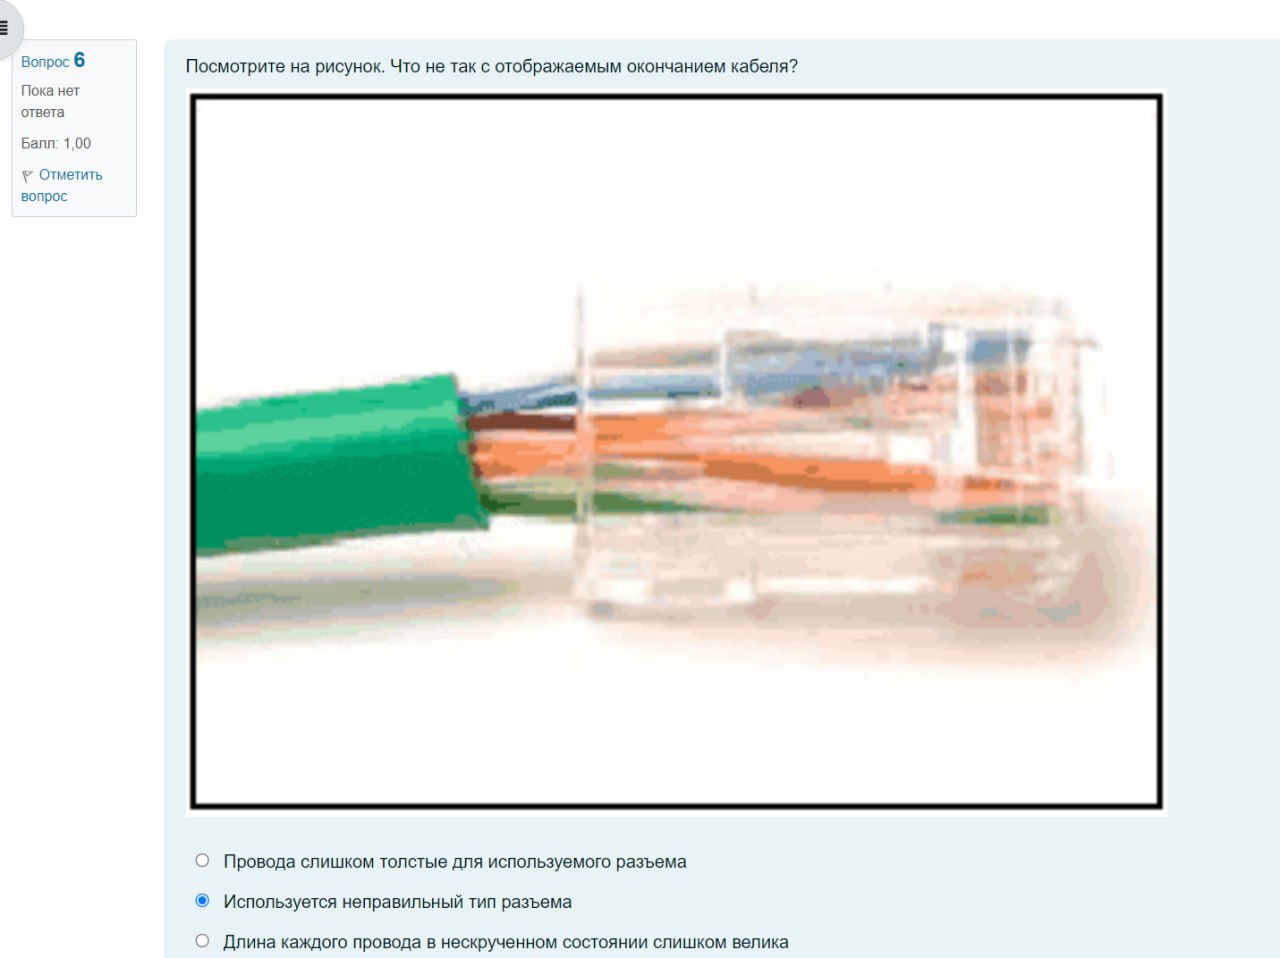 Вопрос 6
Пока нет
ответа
Балл: 1,00
Отметить
вопрос
Посмотрите на рисунок. Что не так с отображаемым окончанием кабеля?
Провода слишком толстые для используемого разъема
Используется неправильный тип разъема
Длина каждого провода в нескрученном состоянии слишком велика